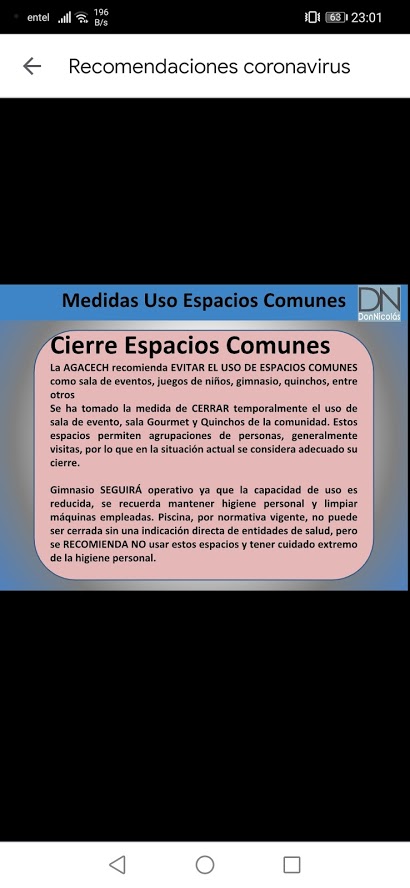 entel 196 B/s 63 23:01
Recomendaciones coronavirus
Medidas Uso Espacios Comunes
DN
DonNicolás
Cierre Espacios Comunes
La AGACECH recomienda EVITAR EL USO DE ESPACIOS COMUNES
como sala de eventos, juegos de niños, gimnasio, quinchos, entre
otros
Se ha tomado la medida de CERRAR temporalmente el uso de
sala de evento, sala Gourmet y Quinchos de la comunidad. Estos
espacios permiten agrupaciones de personas, generalmente
visitas, por lo que en la situación actual se considera adecuado su
cierre.
Gimnasio SEGUIRÁ operativo ya que la capacidad de uso es
reducida, se recuerda mantener higiene personal y limpiar
máquinas empleadas. Piscina, por normativa vigente, no puede
ser cerrada sin una indicación directa de entidades de salud, pero
se RECOMIENDA NO usar estos espacios y tener cuidado extremo
de la higiene personal.